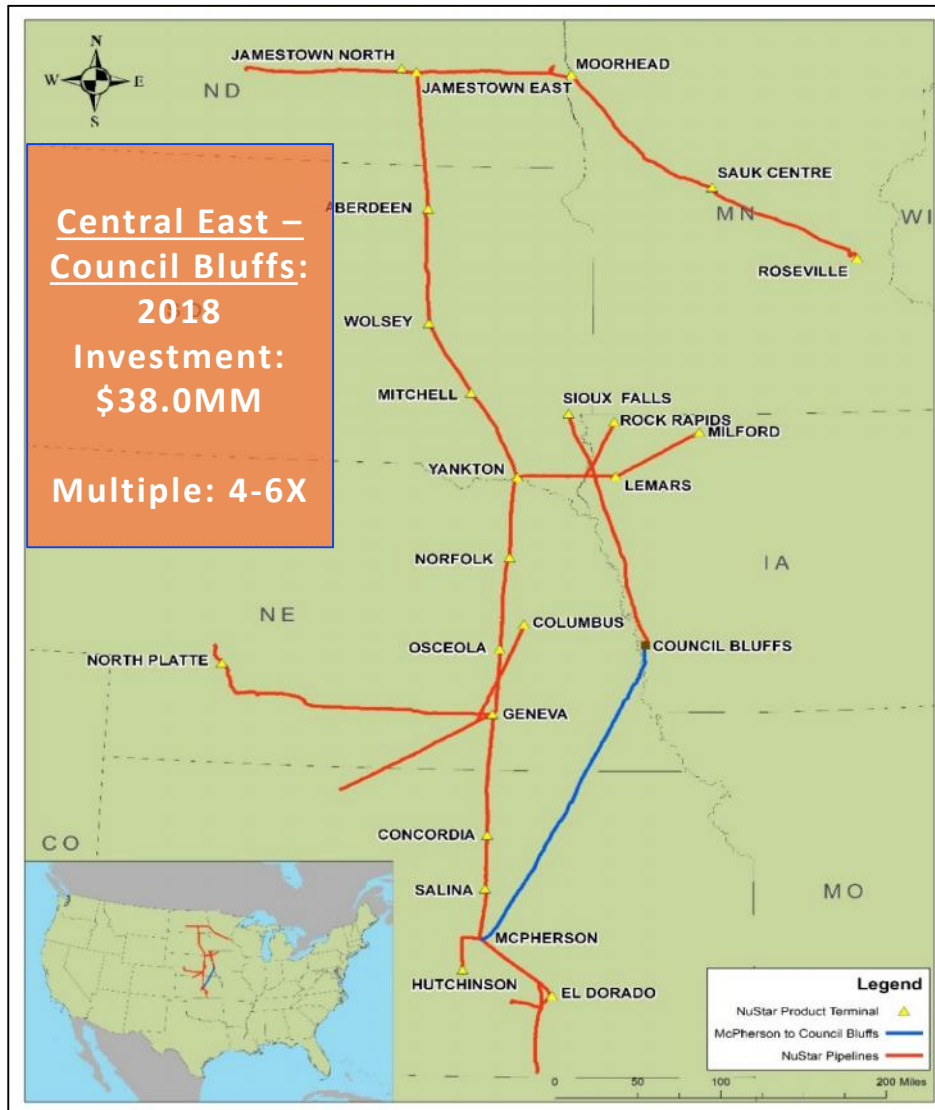 N
W E
S
JAMESTOWN NORTH
MOORHEAD
ND
JAMESTOWN EAST
SAUK CENTRE
MN
WI
ROSEVILLE
Central East –
Council Bluffs:
2018
Investment:
$38.0MM
Multiple: 4-6X
ABERDEEN
WOLSEY
MITCHELL
SIOUX FALLS
ROCK RAPIDS
MILFORD
YANKTON
LEMARS
NORFOLK
IA
NE
COLUMBUS
OSCEOLA
COUNCIL BLUFFS
NORTH PLATTE
GENEVA
CONCORDIA
CO
SALINA
MO
MCPHERSON
HUTCHINSON
EL DORADO
Legend
NuStar Product Terminal
McPherson to Council Bluffs
NuStar Pipelines
0 50 100 200 Miles